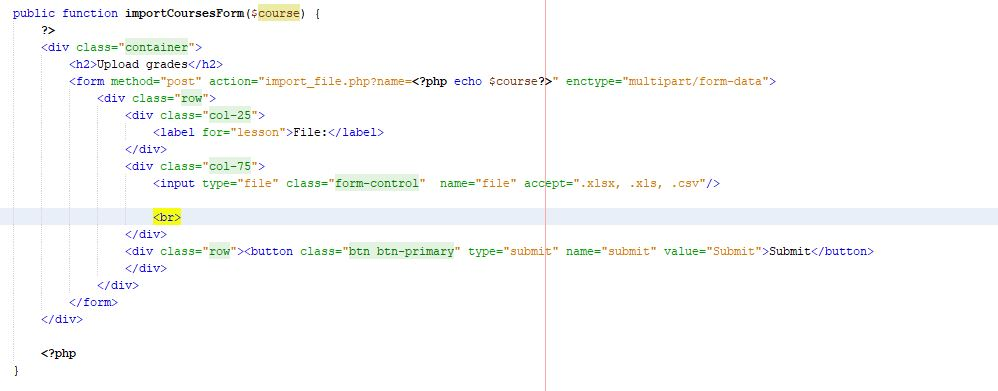 public function importCoursesForm($course) {
?>
<div class="container">
<h2>Upload grades</h2>
<form method="post" action="import_file.php?name=<?php echo $course?>" enctype="multipart/form-data">
<div class="row">
<div class="col-25">
<label for="lesson">File:</label>
</div>
<div class="col-75">
<input type="file" class="form-control"  name="file" accept=".xlsx, .xls, .csv"/>
<br>
</div>
<div class="row"><button class="btn btn-primary" type="submit" name="submit" value="Submit">Submit</button>
</div>
</div>
</form>
</div>
<?php
}